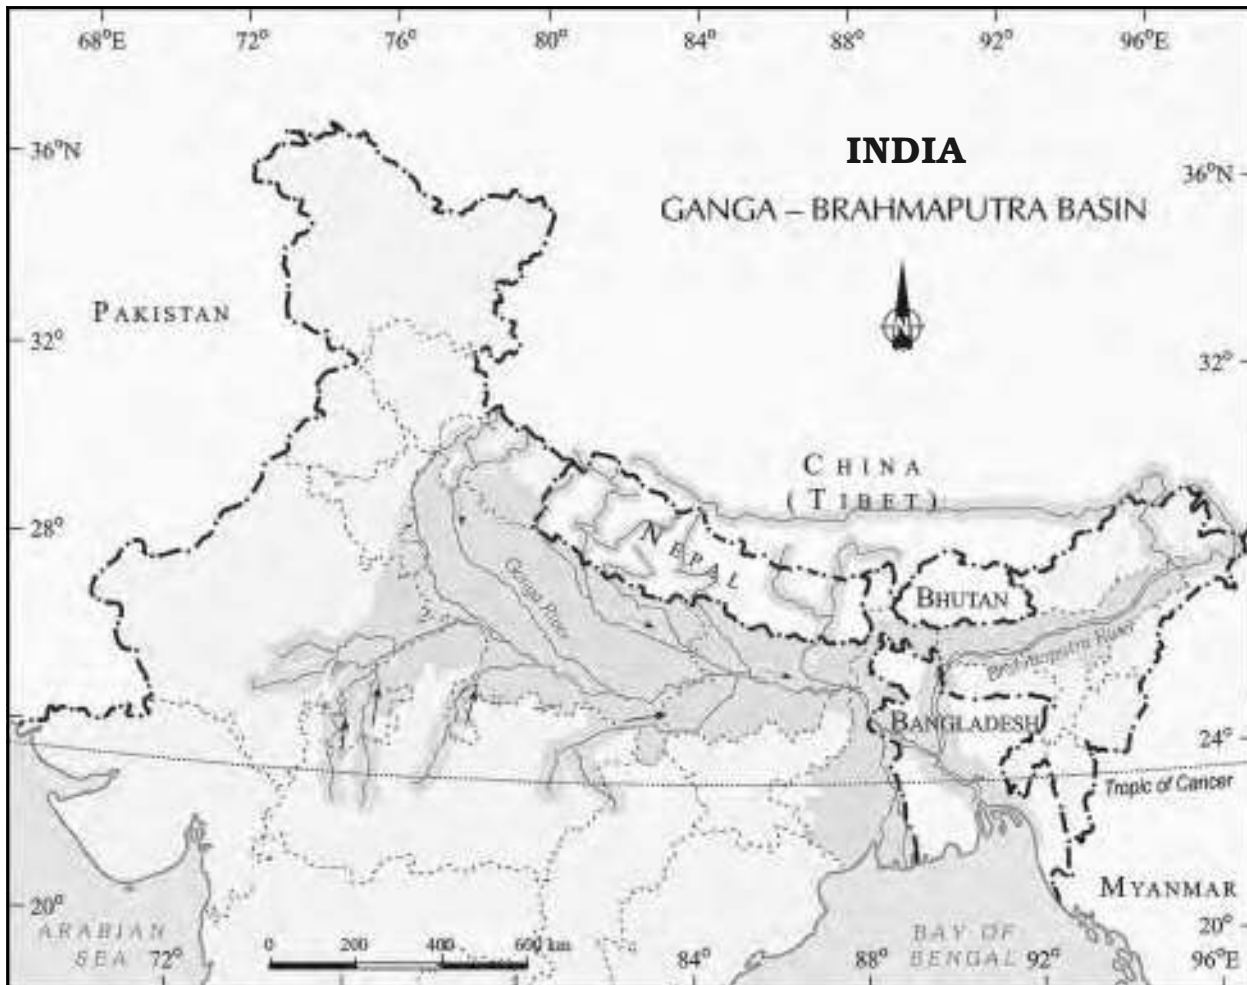 68°E 72° 76° 80° 84° 88° 92° 96°E
36°N
INDIA
36°N
GANGA – BRAHMAPUTRA BASIN
N
PAKISTAN
32°
32°
CHINA
(TIBET)
28°
NEPAL
Ganga River
BHUTAN
Brahmaputra River
BANGLADESH
24°
Tropic of Cancer
MYANMAR
20°
20°
ARABIAN
SEA
BAY OF
BENGAL
0 200 400 600 km
72° 84° 88° 92° 96°E